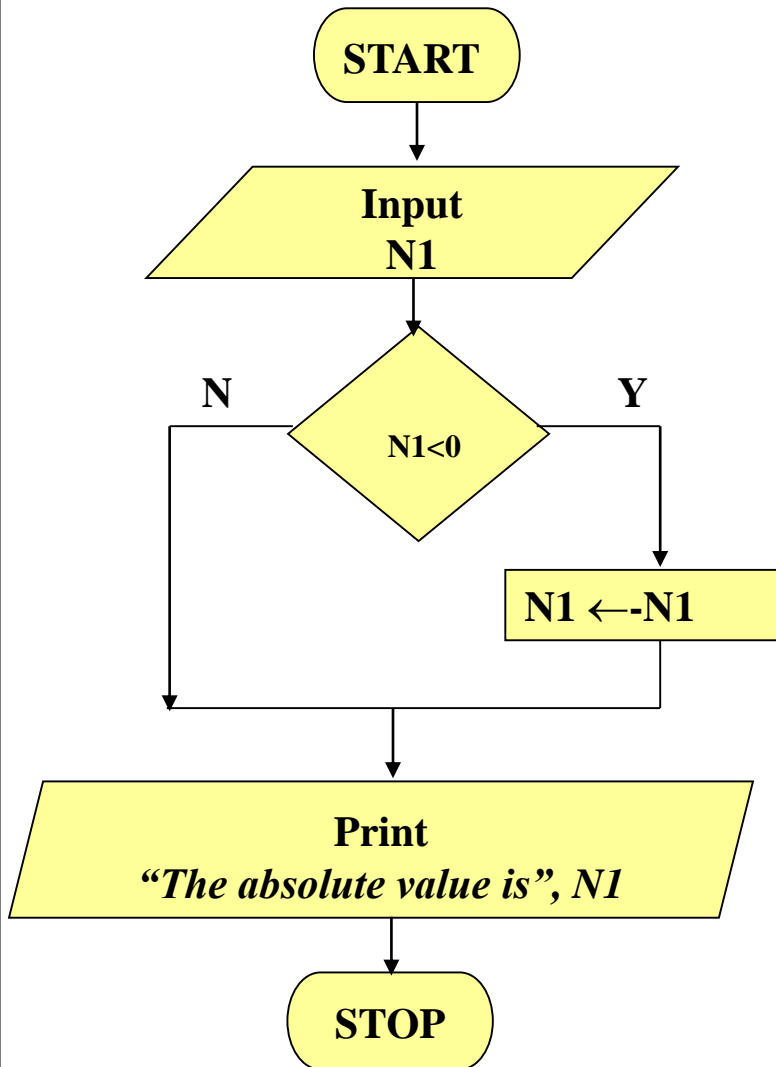 START
Input
N1
N
Y
N1<0
N1 ←-N1
Print
“The absolute value is”, N1
STOP